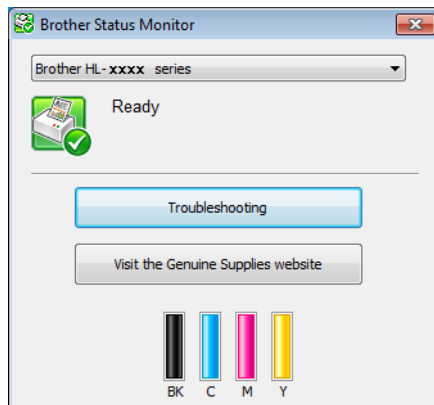 Brother Status Monitor
Brother HL-xxxx series
Ready
Troubleshooting
Visit the Genuine Supplies website
BK C M Y